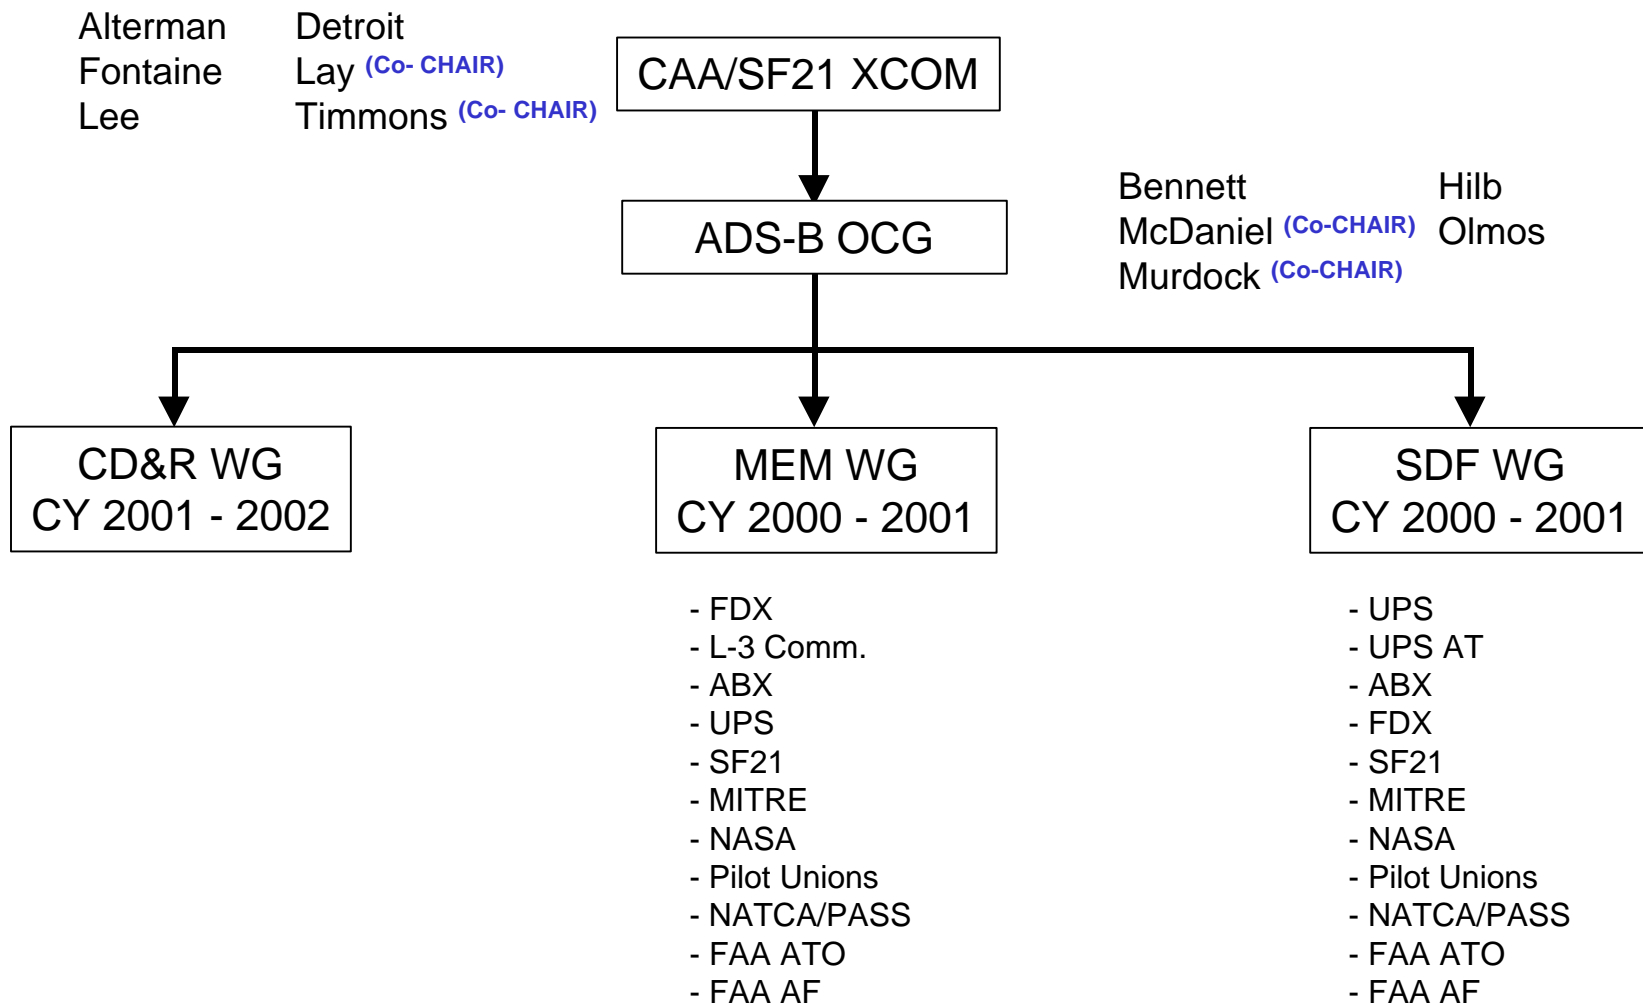 Alterman Detroit
Fontaine Lay (Co- CHAIR)
Lee Timmons (Co- CHAIR)
CAA/SF21 XCOM
ADS-B OCG
Bennett Hilb
McDaniel (Co-CHAIR) Olmos
Murdock (Co-CHAIR)
CD&R WG
CY 2001 - 2002
MEM WG
CY 2000 - 2001
- FDX
- L-3 Comm.
- ABX
- UPS
- SF21
- MITRE
- NASA
- Pilot Unions
- NATCA/PASS
- FAA ATO
- FAA AF
SDF WG
CY 2000 - 2001
- UPS
- UPS AT
- ABX
- FDX
- SF21
- MITRE
- NASA
- Pilot Unions
- NATCA/PASS
- FAA ATO
- FAA AF